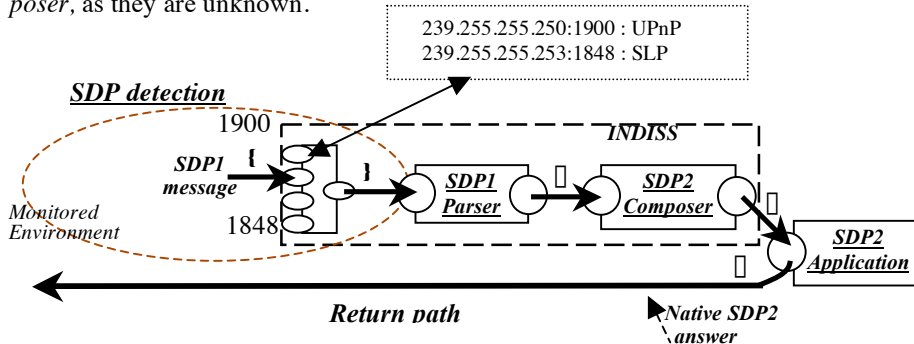 poser, as they are unknown.
239.255.255.250:1900 : UPnP
239.255.255.253:1848 : SLP
SDP detection
1900
INDISS
SDP1
message
{
}
SDP1
Parser
SDP2
Composer
Monitored
Environment
1848
SDP2
Application
Return path
Native SDP2
answer